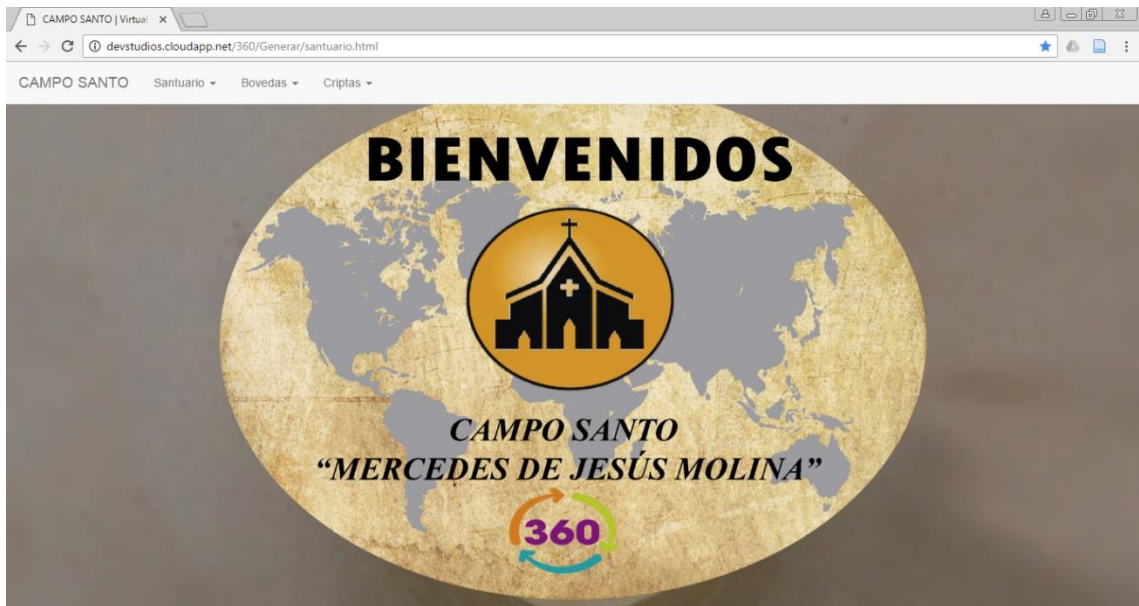 CAMPO SANTO | Virtual
devstudios.cloudapp.net/360/Generar/santuario.html
CAMPO SANTO Santuario Bovedas Criptas
BIENVENIDOS
CAMPO SANTO
“MERCEDES DE JESÚS MOLINA”
360